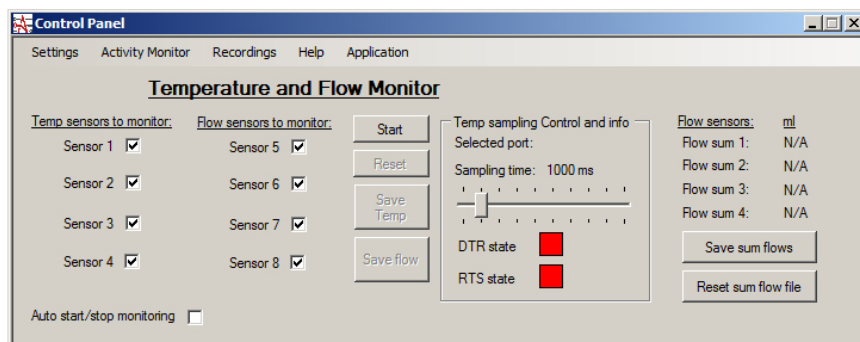 Control Panel
Settings Activity Monitor Recordings Help Application
Temperature and Flow Monitor
Temp sensors to monitor:
Sensor 1
Sensor 2
Sensor 3
Sensor 4
Flow sensors to monitor:
Sensor 5
Sensor 6
Sensor 7
Sensor 8
Start
Reset
Save
Temp
Save flow
Temp sampling Control and info
Selected port:
Sampling time: 1000 ms
DTR state
RTS state
Flow sensors: ml
Flow sum 1: N/A
Flow sum 2: N/A
Flow sum 3: N/A
Flow sum 4: N/A
Save sum flows
Reset sum flow file
Auto start/stop monitoring